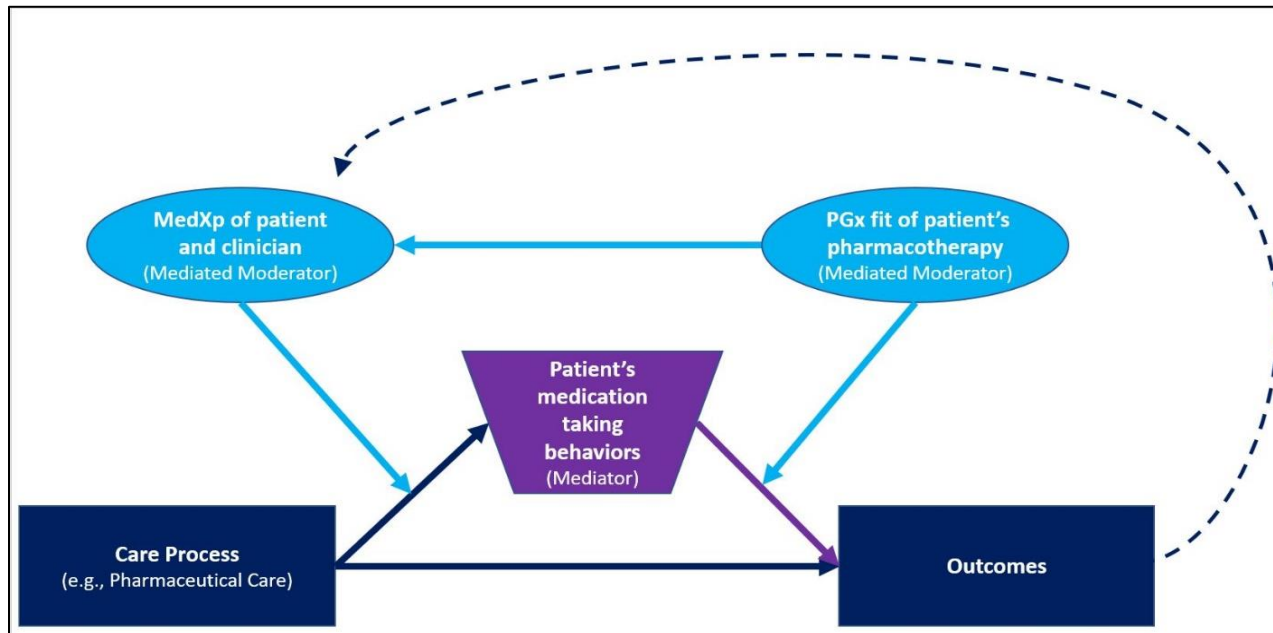 MedXp of patient
and clinician
(Mediated Moderator)
PGx fit of patient’s
pharmacotherapy
(Mediated Moderator)
Patient’s
medication
taking
behaviors
(Mediator)
Care Process
(e.g., Pharmaceutical Care)
Outcomes